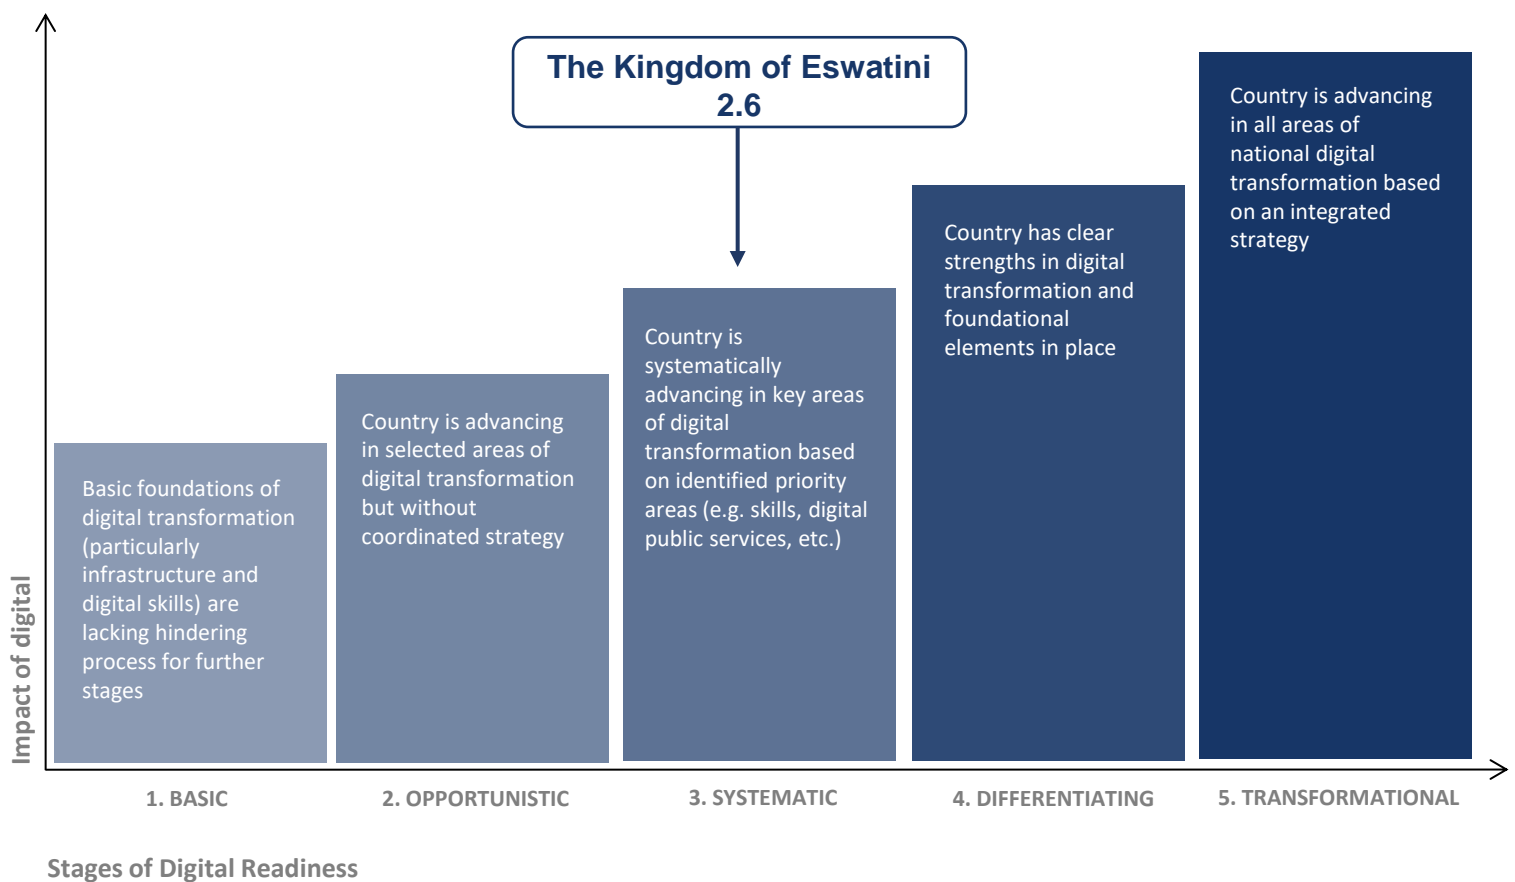 The Kingdom of Eswatini
2.6
Impact of digital
Basic foundations of
digital transformation
(particularly
infrastructure and
digital skills) are
lacking hindering
process for further
stages
Country is advancing
in selected areas of
digital transformation
but without
coordinated strategy
Country is
systematically
advancing in key areas
of digital
transformation based
on identified priority
areas (e.g. skills, digital
public services, etc.)
Country has clear
strengths in digital
transformation and
foundational
elements in place
Country is advancing
in all areas of
national digital
transformation based
on an integrated
strategy
1. BASIC
2. OPPORTUNISTIC
3. SYSTEMATIC
4. DIFFERENTIATING
5. TRANSFORMATIONAL
Stages of Digital Readiness